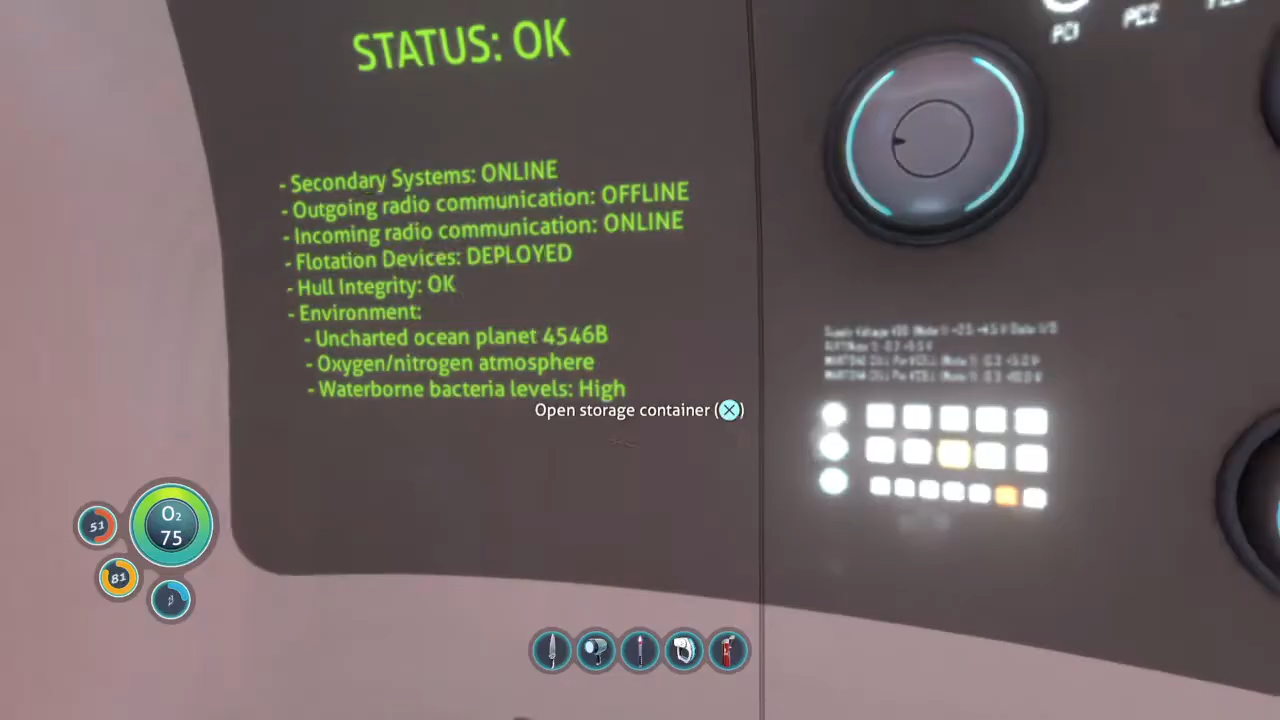 STATUS: OK
PC1
PC2
- Secondary Systems: ONLINE
- Outgoing radio communication: OFFLINE
- Incoming radio communication: ONLINE
- Flotation Devices: DEPLOYED
- Hull Integrity: OK
- Environment:
- Uncharted ocean planet 4546B
- Oxygen/nitrogen atmosphere
- Waterborne bacteria levels: High
Open storage container
51
O₂
75
81